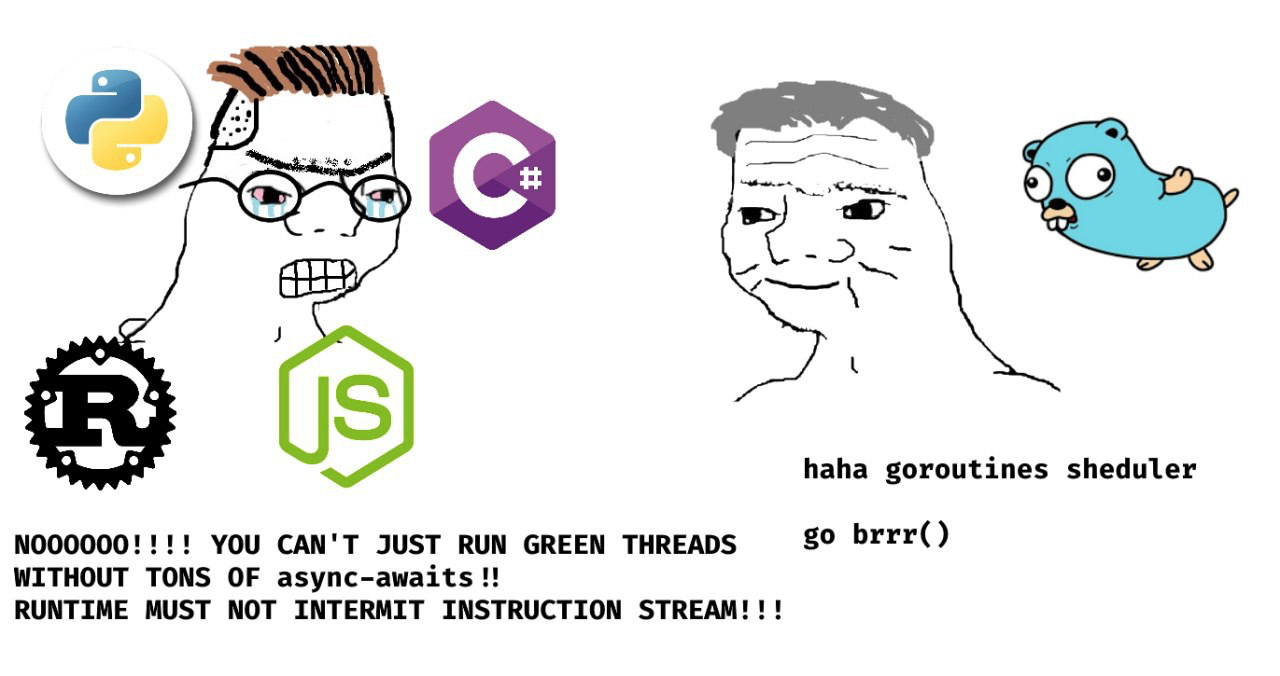 C#
R
JS
NOOOOOO!!!! YOU CAN'T JUST RUN GREEN THREADS
WITHOUT TONS OF async-awaits!!
RUNTIME MUST NOT INTERMIT INSTRUCTION STREAM!!!
haha goroutines sheduler
go brrr()